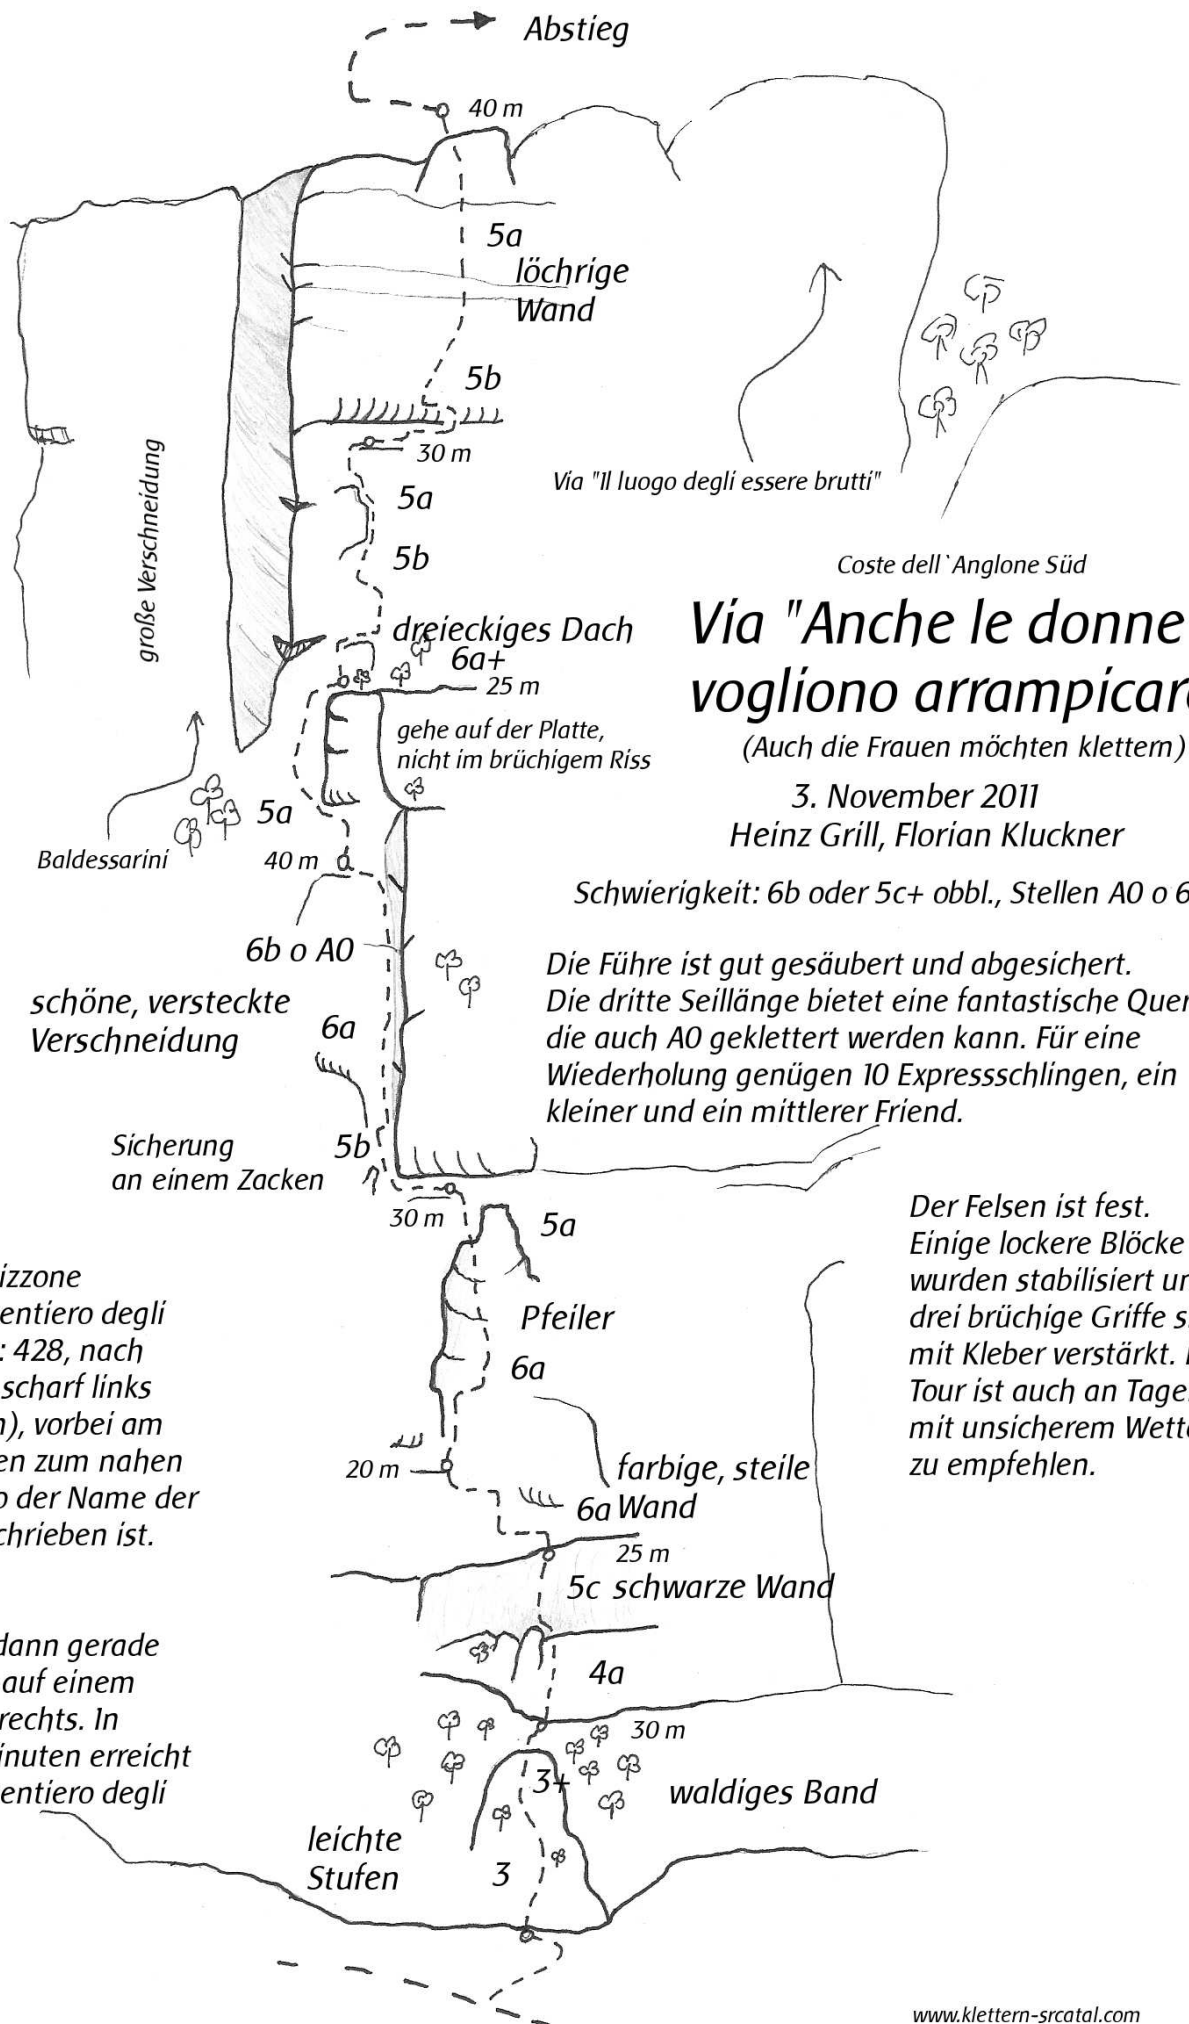 Abstieg
40 m
5a
löchrige
Wand
5b
30 m
große Verschneidung
Via "Il luogo degli essere brutti"
5a
5b
Coste dell`Anglone Süd
Via "Anche le donne
vogliono arrampicare
(Auch die Frauen möchten klettern)
3. November 2011
Heinz Grill, Florian Kluckner
dreieckiges Dach
6a+
25 m
gehe auf der Platte,
nicht im brüchigem Riss
5a
Baldessarini
40 m
Schwierigkeit: 6b oder 5c+ obbl., Stellen A0 o 6
6b o A0
schöne, versteckte
Verschneidung
6a
Die Führe ist gut gesäubert und abgesichert.
Die dritte Seillänge bietet eine fantastische Quer
die auch A0 geklettert werden kann. Für eine
Wiederholung genügen 10 Expressschlingen, ein
kleiner und ein mittlerer Friend.
Sicherung
an einem Zacken
5b
30 m
5a
Der Felsen ist fest.
Einige lockere Blöcke
wurden stabilisiert un
drei brüchige Griffe s
mit Kleber verstärkt.
Tour ist auch an Tage
mit unsicherem Wett
zu empfehlen.
izzone
entiero degli
: 428, nach
scharf links
n), vorbei am
en zum nahen
o der Name der
chrieben ist.
Pfeiler
6a
20 m
farbige, steile
6a Wand
25 m
5c schwarze Wand
dann gerade
auf einem
rechts. In
inuten erreicht
entiero degli
4a
30 m
3+
waldiges Band
leichte
Stufen
3
www.klettern-srcatal.com